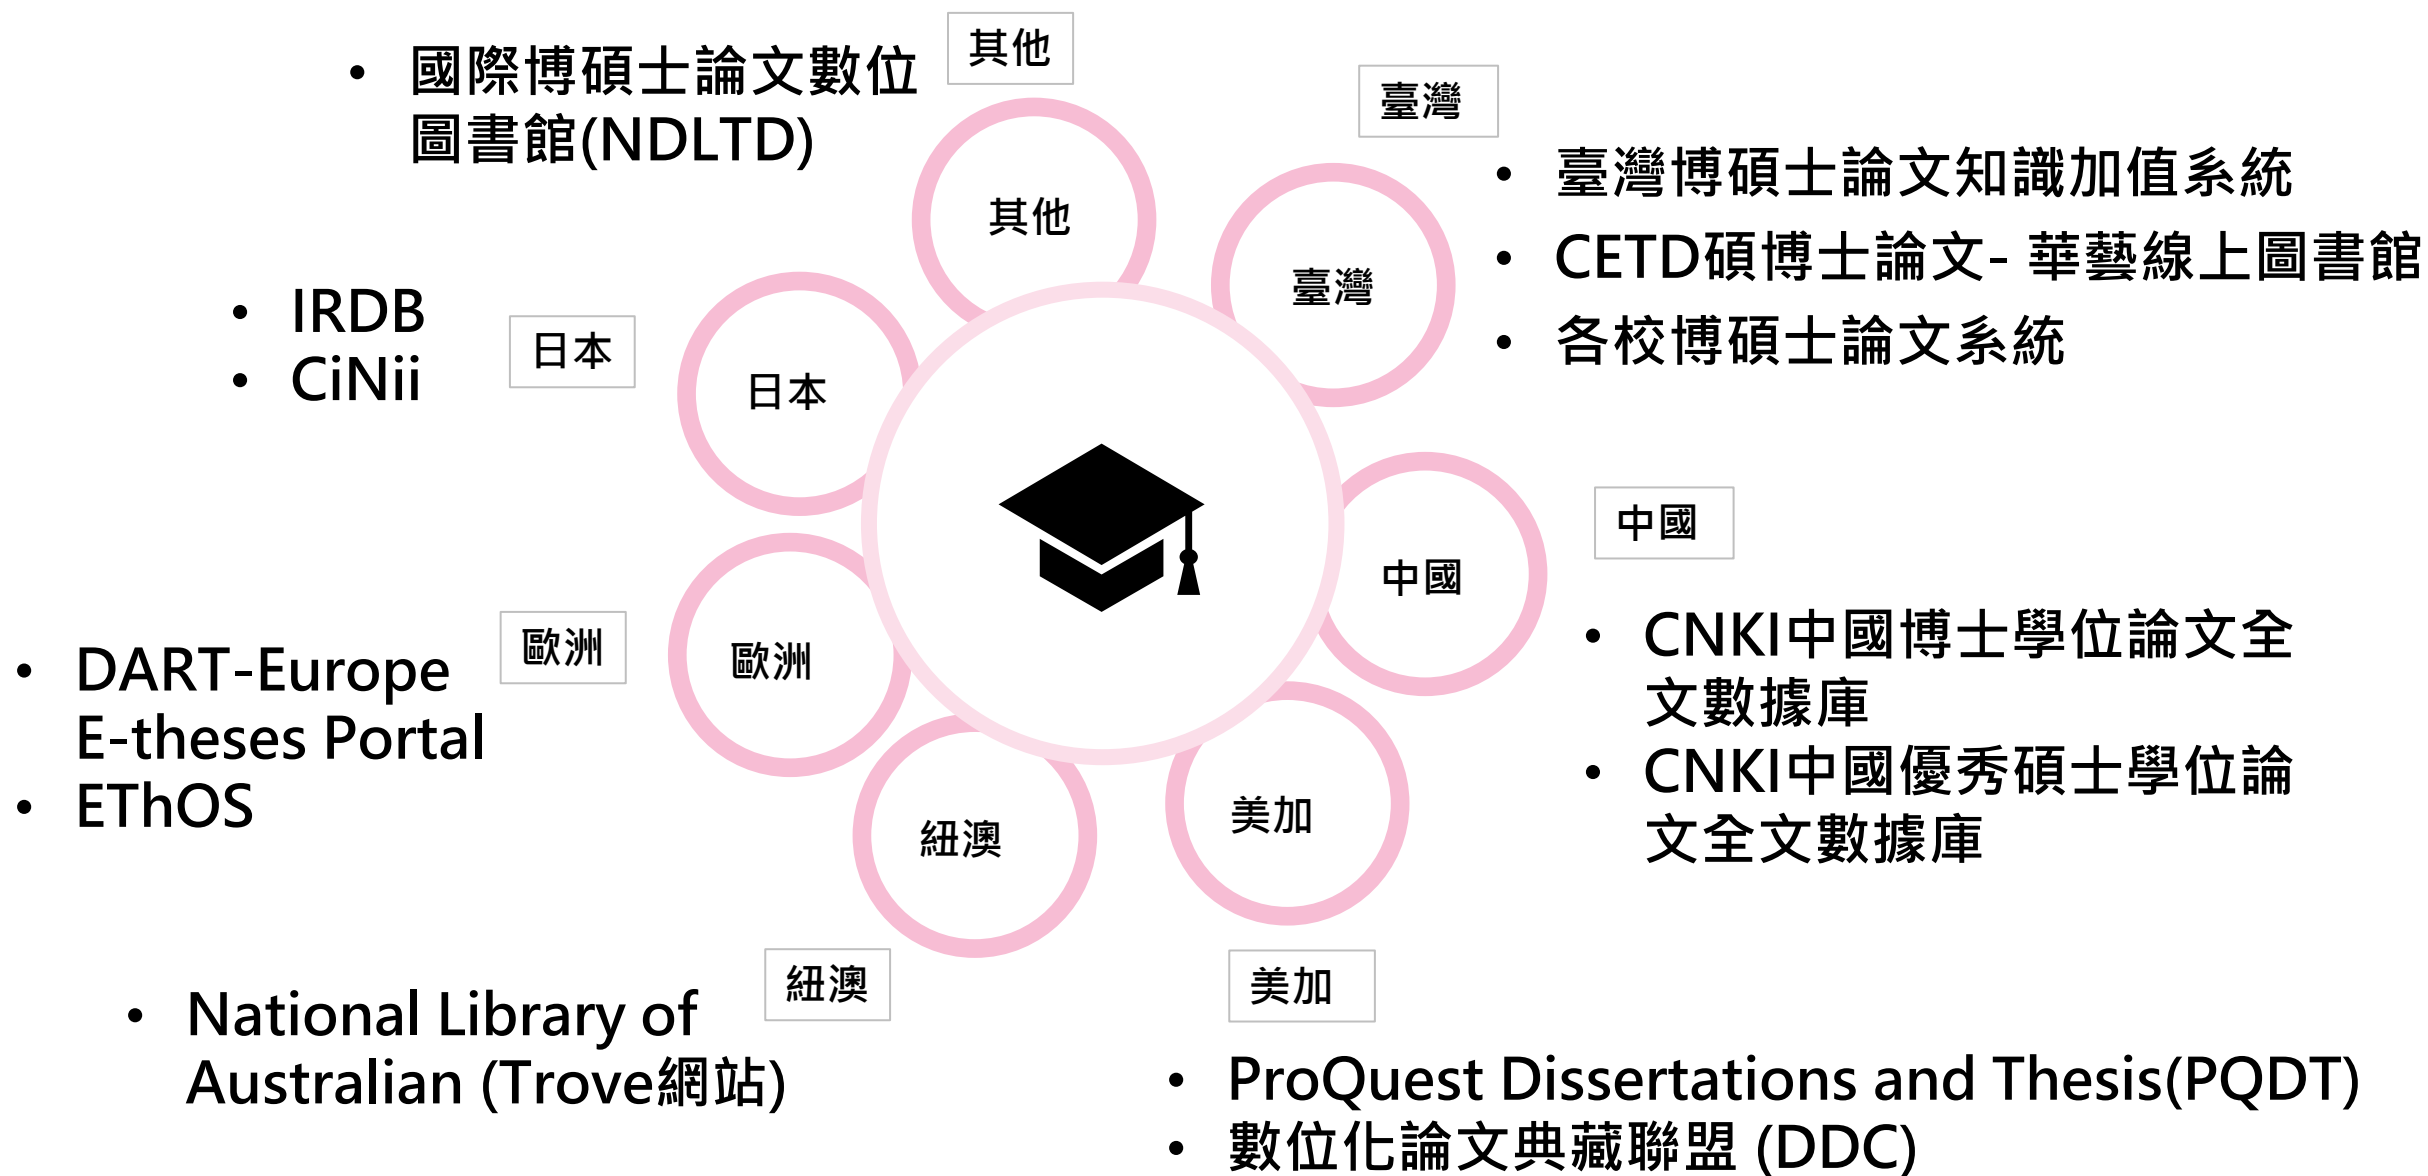 其他
• 國際博碩士論文數位
圖書館(NDLTD)
其他
臺灣
臺灣
• 臺灣博碩士論文知識加值系統
• CETD碩博士論文- 華藝線上圖書館
• 各校博碩士論文系統
• IRDB
• CiNii
日本
日本
中國
中國
• CNKI中國博士學位論文全
文數據庫
• CNKI中國優秀碩士學位論
文全文數據庫
歐洲
歐洲
• DART-Europe
E-theses Portal
• EThOS
紐澳
紐澳
• National Library of
Australian (Trove網站)
美加
美加
• ProQuest Dissertations and Thesis(PQDT)
• 數位化論文典藏聯盟 (DDC)